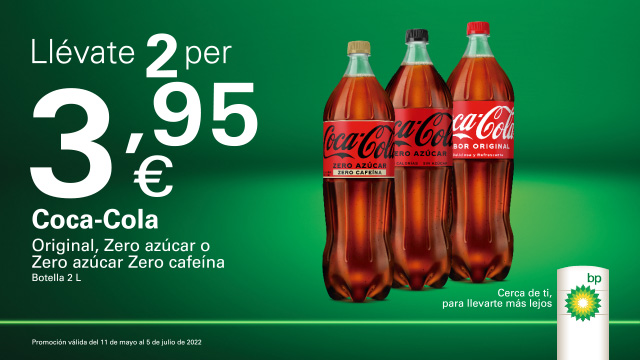 Llévate 2 per
3,95
€
Coca-Cola
Original, Zero azúcar o
Zero azúcar Zero cafeína
Botella 2 L
Promoción válida del 11 de mayo al 5 de julio de 2022
Coca-Cola
ZERO AZÚCAR
ZERO CAFEÍNA
Coca-Cola
ZERO AZÚCAR
Coca-Cola
SABOR ORIGINAL
Deliciosa y Refrescante
bp
Cerca de ti,
para llevarte más lejos